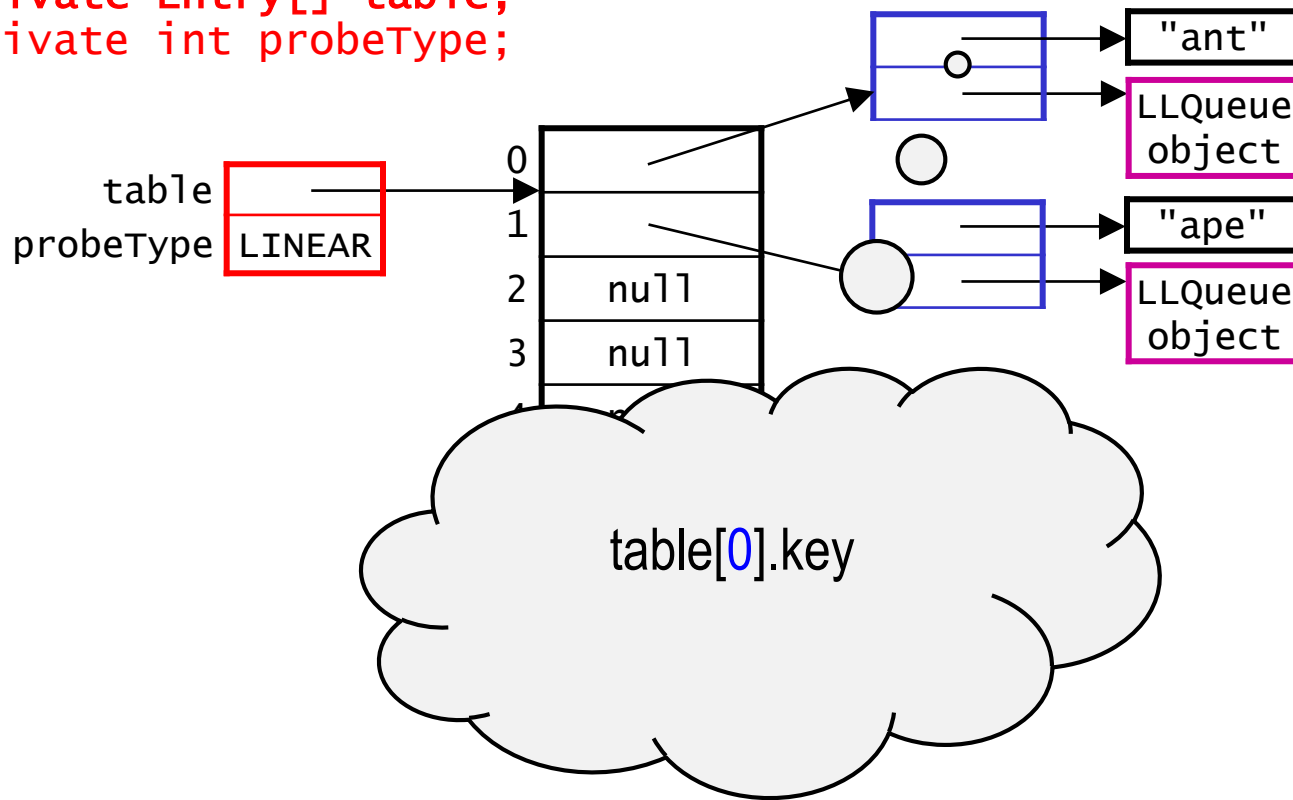 ivate Entry[] table;
ivate int probeType;
"ant"
LLQueue
object
0
table
1
"ape"
probeType LINEAR
2 null
LLQueue
3 null
object
table[0].key